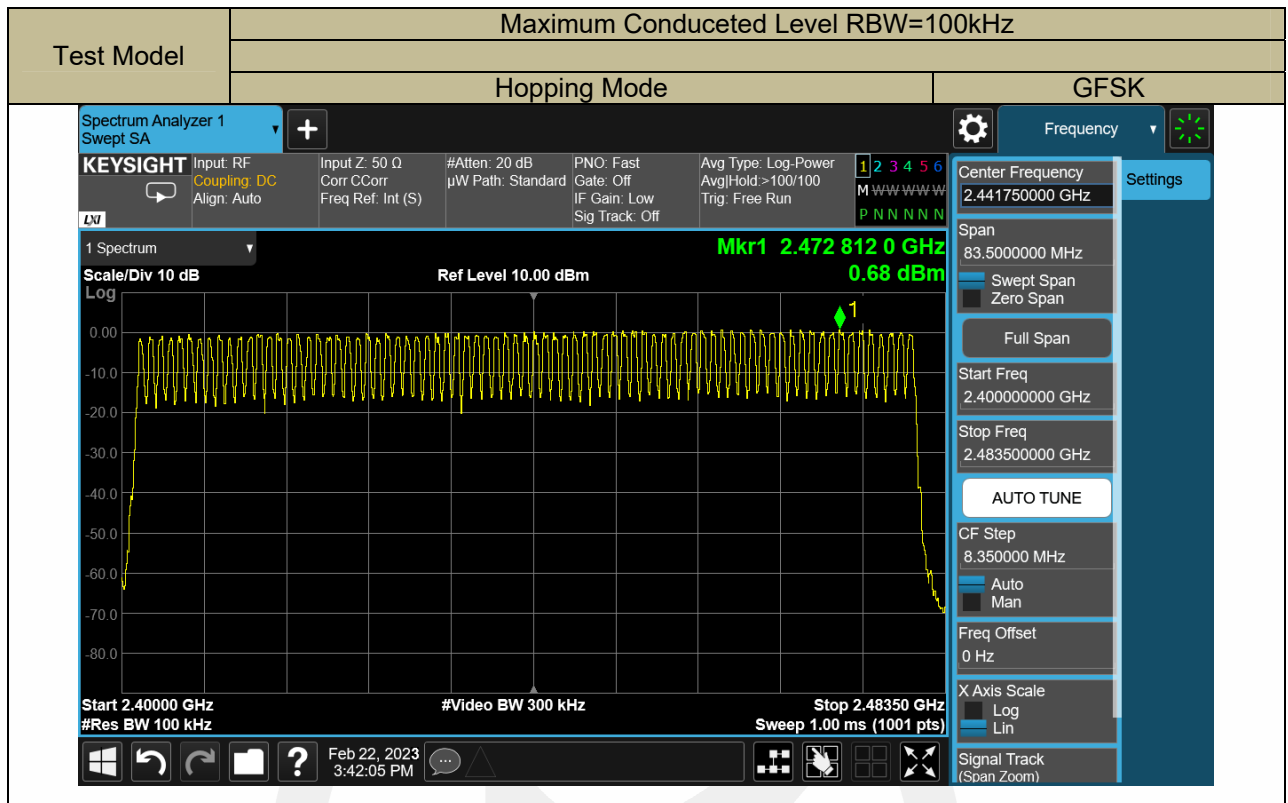 Test Model
Maximum Conduceted Level RBW=100kHz
Hopping Mode
GFSK
Spectrum Analyzer 1
Swept SA
Frequency
KEYSIGHT
LXI
Input: RF
Coupling: DC
Align: Auto
Input Z: 50 Ω
Corr CCorr
Freq Ref: Int (S)
#Atten: 20 dB
µW Path: Standard
PNO: Fast
Gate: Off
IF Gain: Low
Sig Track: Off
Avg Type: Log-Power
Avg|Hold:>100/100
Trig: Free Run
1 2 3 4 5 6
M W W W W W
P N N N N N
1 Spectrum
Mkr1 2.472 812 0 GHz
Scale/Div 10 dB
Ref Level 10.00 dBm
0.68 dBm
Log
1
0.00
-10.0
-20.0
-30.0
-40.0
-50.0
-60.0
-70.0
-80.0
Start 2.40000 GHz
#Video BW 300 kHz
Stop 2.48350 GHz
#Res BW 100 kHz
Sweep 1.00 ms (1001 pts)
Center Frequency
2.441750000 GHz
Settings
Span
83.5000000 MHz
Swept Span
Zero Span
Full Span
Start Freq
2.400000000 GHz
Stop Freq
2.483500000 GHz
AUTO TUNE
CF Step
8.350000 MHz
Auto
Man
Freq Offset
0 Hz
X Axis Scale
Log
Lin
Signal Track
(Span Zoom)
?
Feb 22, 2023
3:42:05 PM